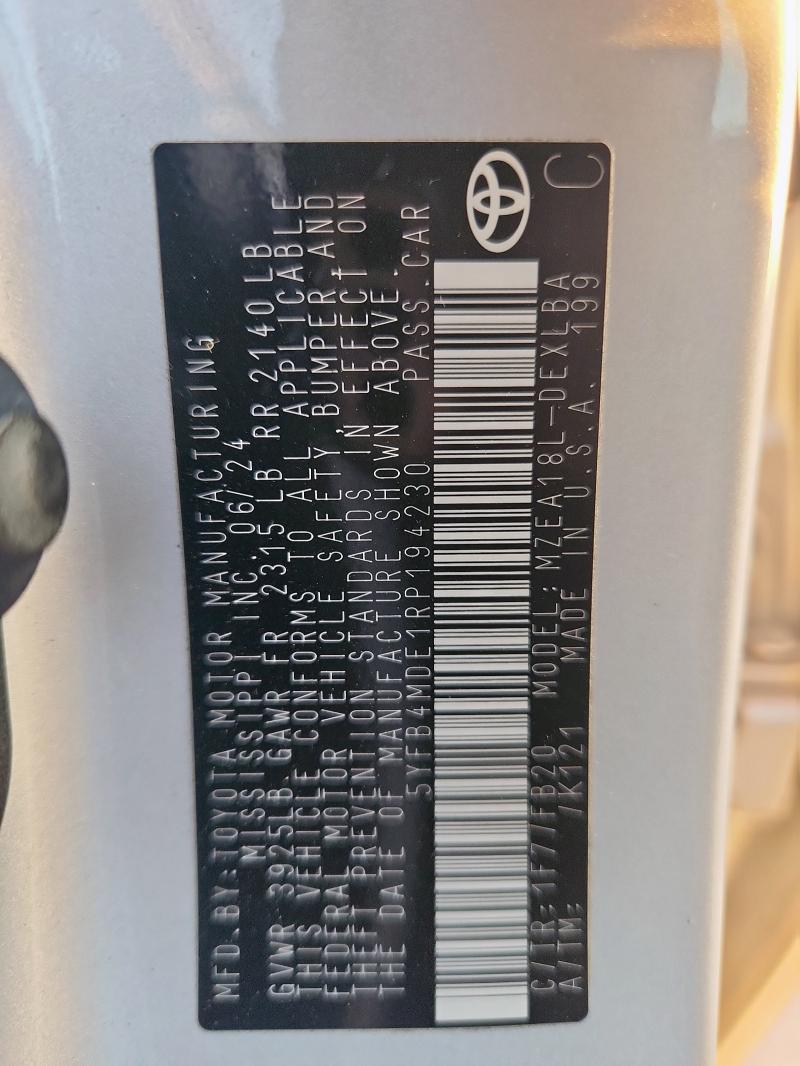 MFD.BY:TOYOTA MOTOR MANUFACTURING
MISSISSIPPI INC. 06/24
GVWR 3925LB GAWR FR 2315 LB RR 2140LB
THIS VEHICLE CONFORMS TO ALL APPLICABLE
FEDERAL MOTOR VEHICLE SAFETY, BUMPER, AND
THEFT PREVENTION STANDARDS IN EFFECT ON
THE DATE OF MANUFACTURE SHOWN ABOVE.
5YFB4MDE1RP194230 PASS.CAR
C/TR:1F7/FB20 MODEL:MZEA18L-DEXLBA
A/TM: /K121 MADE IN U.S.A. 199
C